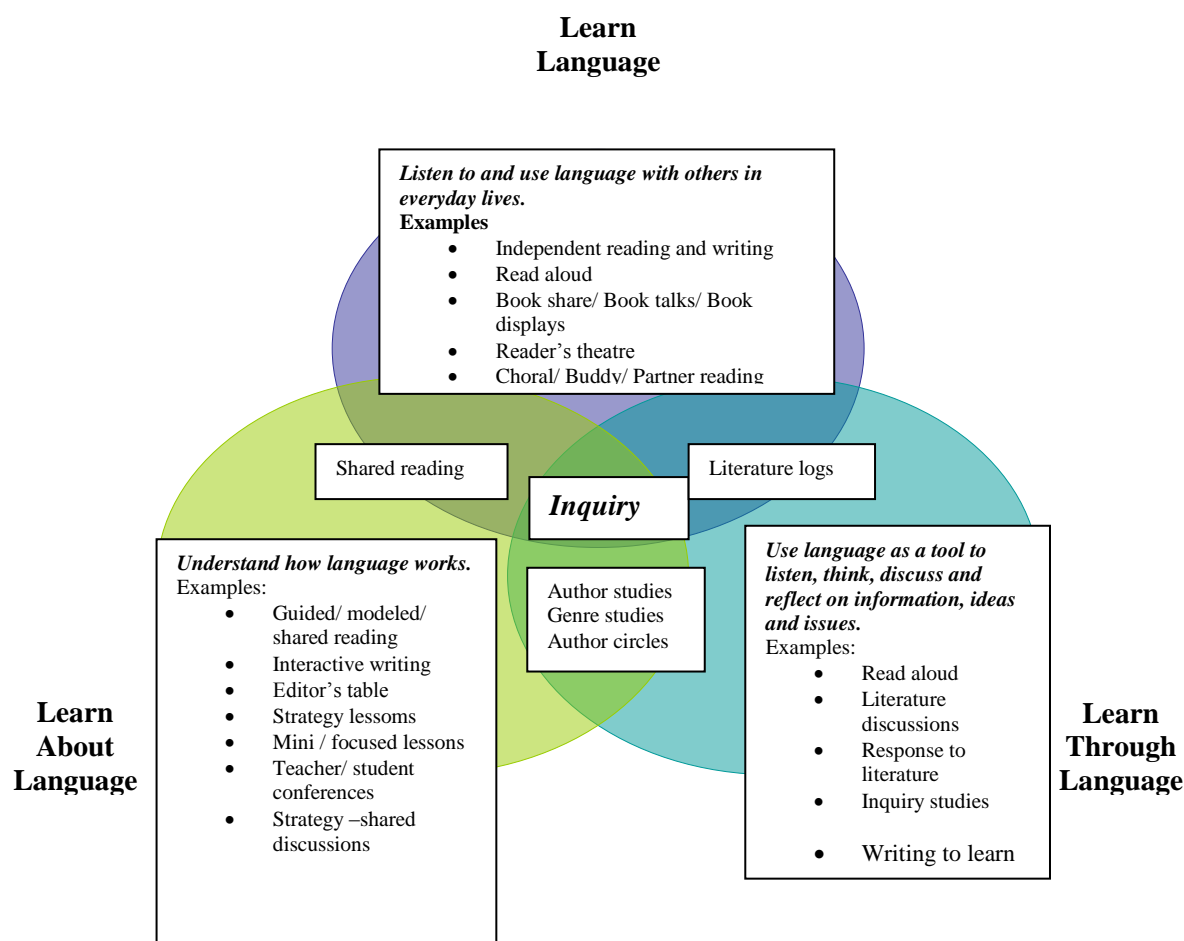 Learn
Language
Listen to and use language with others in
everyday lives.
Examples
• Independent reading and writing
• Read aloud
• Book share/ Book talks/ Book
displays
• Reader’s theatre
• Choral/ Buddy/ Partner reading
Shared reading
Literature logs
Inquiry
Author studies
Genre studies
Author circles
Understand how language works.
Examples:
• Guided/ modeled/
shared reading
• Interactive writing
• Editor’s table
• Strategy lessoms
• Mini / focused lessons
• Teacher/ student
conferences
• Strategy –shared
discussions
Use language as a tool to
listen, think, discuss and
reflect on information, ideas
and issues.
Examples:
• Read aloud
• Literature
discussions
• Response to
literature
• Inquiry studies
• Writing to learn
Learn
About
Language
Learn
Through
Language